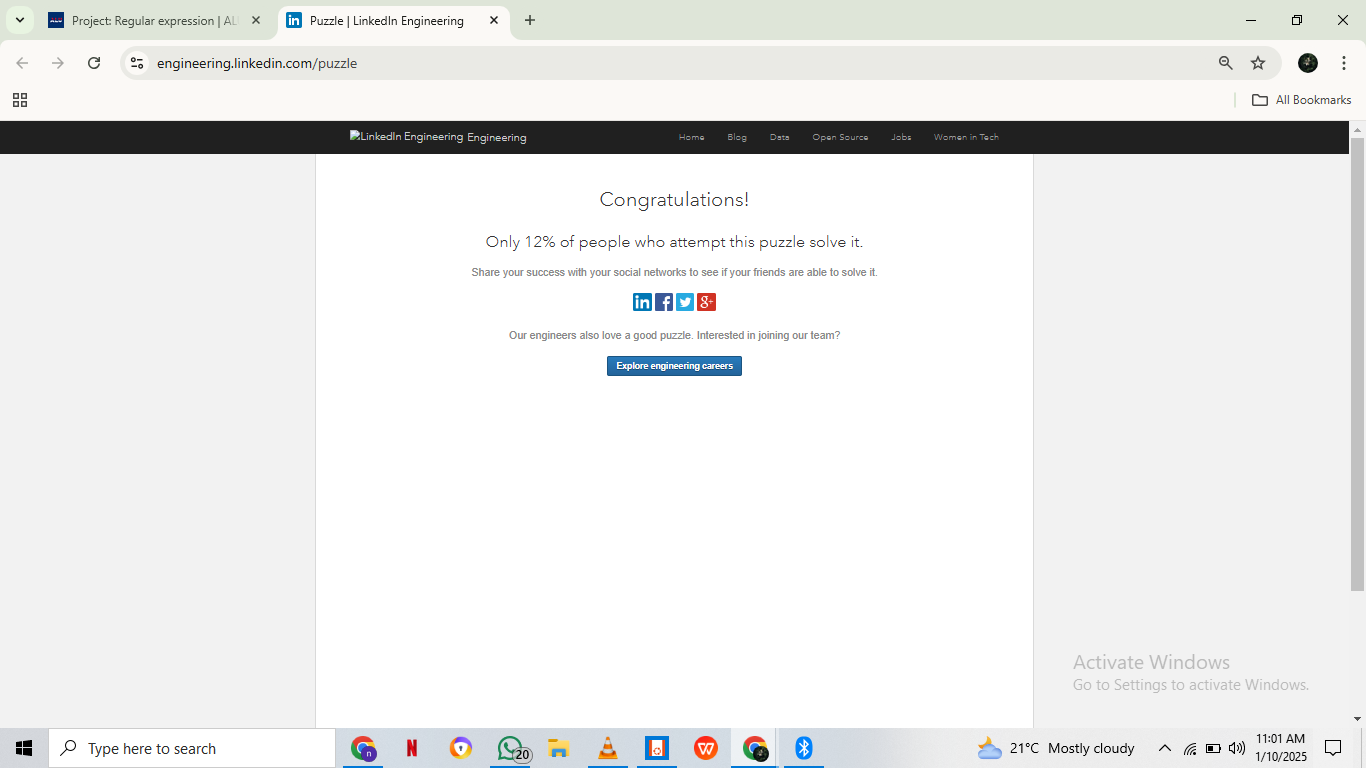 Project: Regular expression | AL
Puzzle | LinkedIn Engineering
engineering.linkedin.com/puzzle
All Bookmarks
LinkedIn Engineering Engineering
Home Blog Data Open Source Jobs Women in Tech
Congratulations!
Only 12% of people who attempt this puzzle solve it.
Share your success with your social networks to see if your friends are able to solve it.
in f g+
Our engineers also love a good puzzle. Interested in joining our team?
Explore engineering careers
Activate Windows
Go to Settings to activate Windows.
Type here to search
n
N
20
W
21°C Mostly cloudy
11:01 AM
1/10/2025